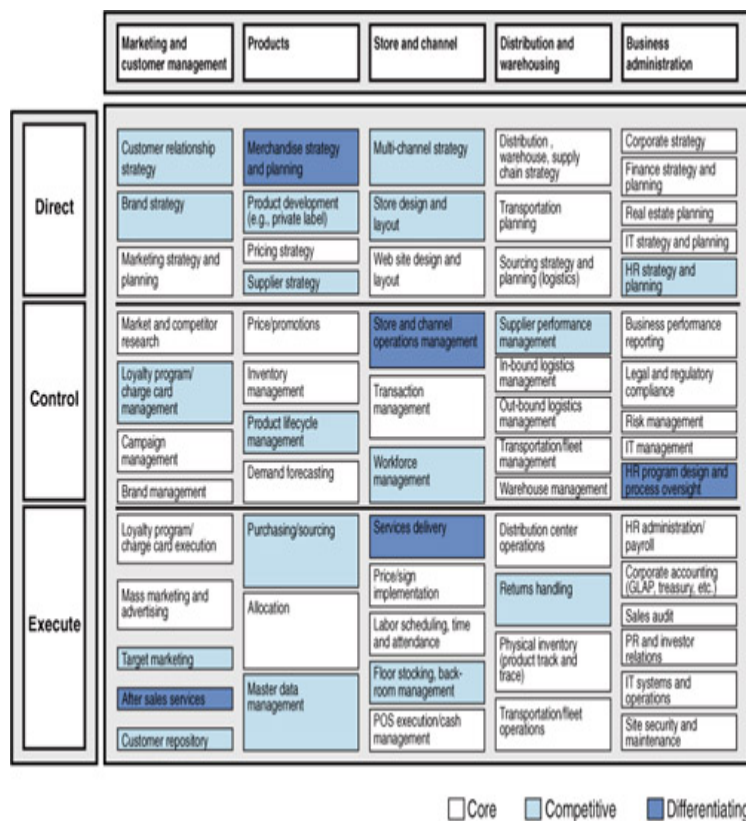 Marketing and
customer management
Products
Store and channel
Distribution and
warehousing
Business
administration
Direct
Customer relationship
strategy
Brand strategy
Marketing strategy and
planning
Merchandise strategy
and planning
Product development
(e.g., private label)
Pricing strategy
Supplier strategy
Multi-channel strategy
Store design and
layout
Web site design and
layout
Distribution ,
warehouse, supply
chain strategy
Transportation
planning
Sourcing strategy and
planning (logistics)
Corporate strategy
Finance strategy and
planning
Real estate planning
IT strategy and planning
HR strategy and
planning
Control
Market and competitor
research
Loyalty program/
charge card
management
Campaign
management
Brand management
Price/promotions
Inventory
management
Product lifecycle
management
Demand forecasting
Store and channel
operations management
Transaction
management
Workforce
management
Supplier performance
management
In-bound logistics
management
Out-bound logistics
management
Transportation/fleet
management
Warehouse management
Business performance
reporting
Legal and regulatory
compliance
Risk management
IT management
HR program design and
process oversight
Execute
Loyalty program/
charge card execution
Mass marketing and
advertising
Target marketing
After sales services
Customer repository
Purchasing/sourcing
Allocation
Master data
management
Services delivery
Price/sign
implementation
Labor scheduling, time
and attendance
Floor stocking, back-
room management
POS execution/cash
management
Distribution center
operations
Returns handling
Physical inventory
(product track and
trace)
Transportation/fleet
operations
HR administration/
payroll
Corporate accounting
(GLAP, treasury, etc.)
Sales audit
PR and investor
relations
IT systems and
operations
Site security and
maintenance
Core
Competitive
Differentiating